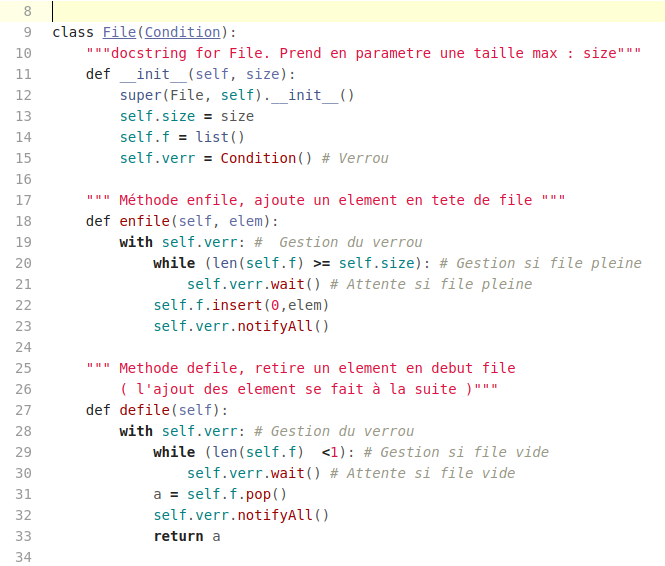 8
9 class File(Condition):
10 """docstring for File. Prend en parametre une taille max : size"""
11 def __init__(self, size):
12 super(File, self).__init__()
13 self.size = size
14 self.f = list()
15 self.verr = Condition() # Verrou
16
17 """ Méthode enfile, ajoute un element en tete de file """
18 def enfile(self, elem):
19 with self.verr: #  Gestion du verrou
20 while (len(self.f) >= self.size): # Gestion si file pleine
21 self.verr.wait() # Attente si file pleine
22 self.f.insert(0,elem)
23 self.verr.notifyAll()
24
25 """ Methode defile, retire un element en debut file
26 ( l'ajout des element se fait à la suite )"""
27 def defile(self):
28 with self.verr: # Gestion du verrou
29 while (len(self.f)  <1): # Gestion si file vide
30 self.verr.wait() # Attente si file vide
31 a = self.f.pop()
32 self.verr.notifyAll()
33 return a
34